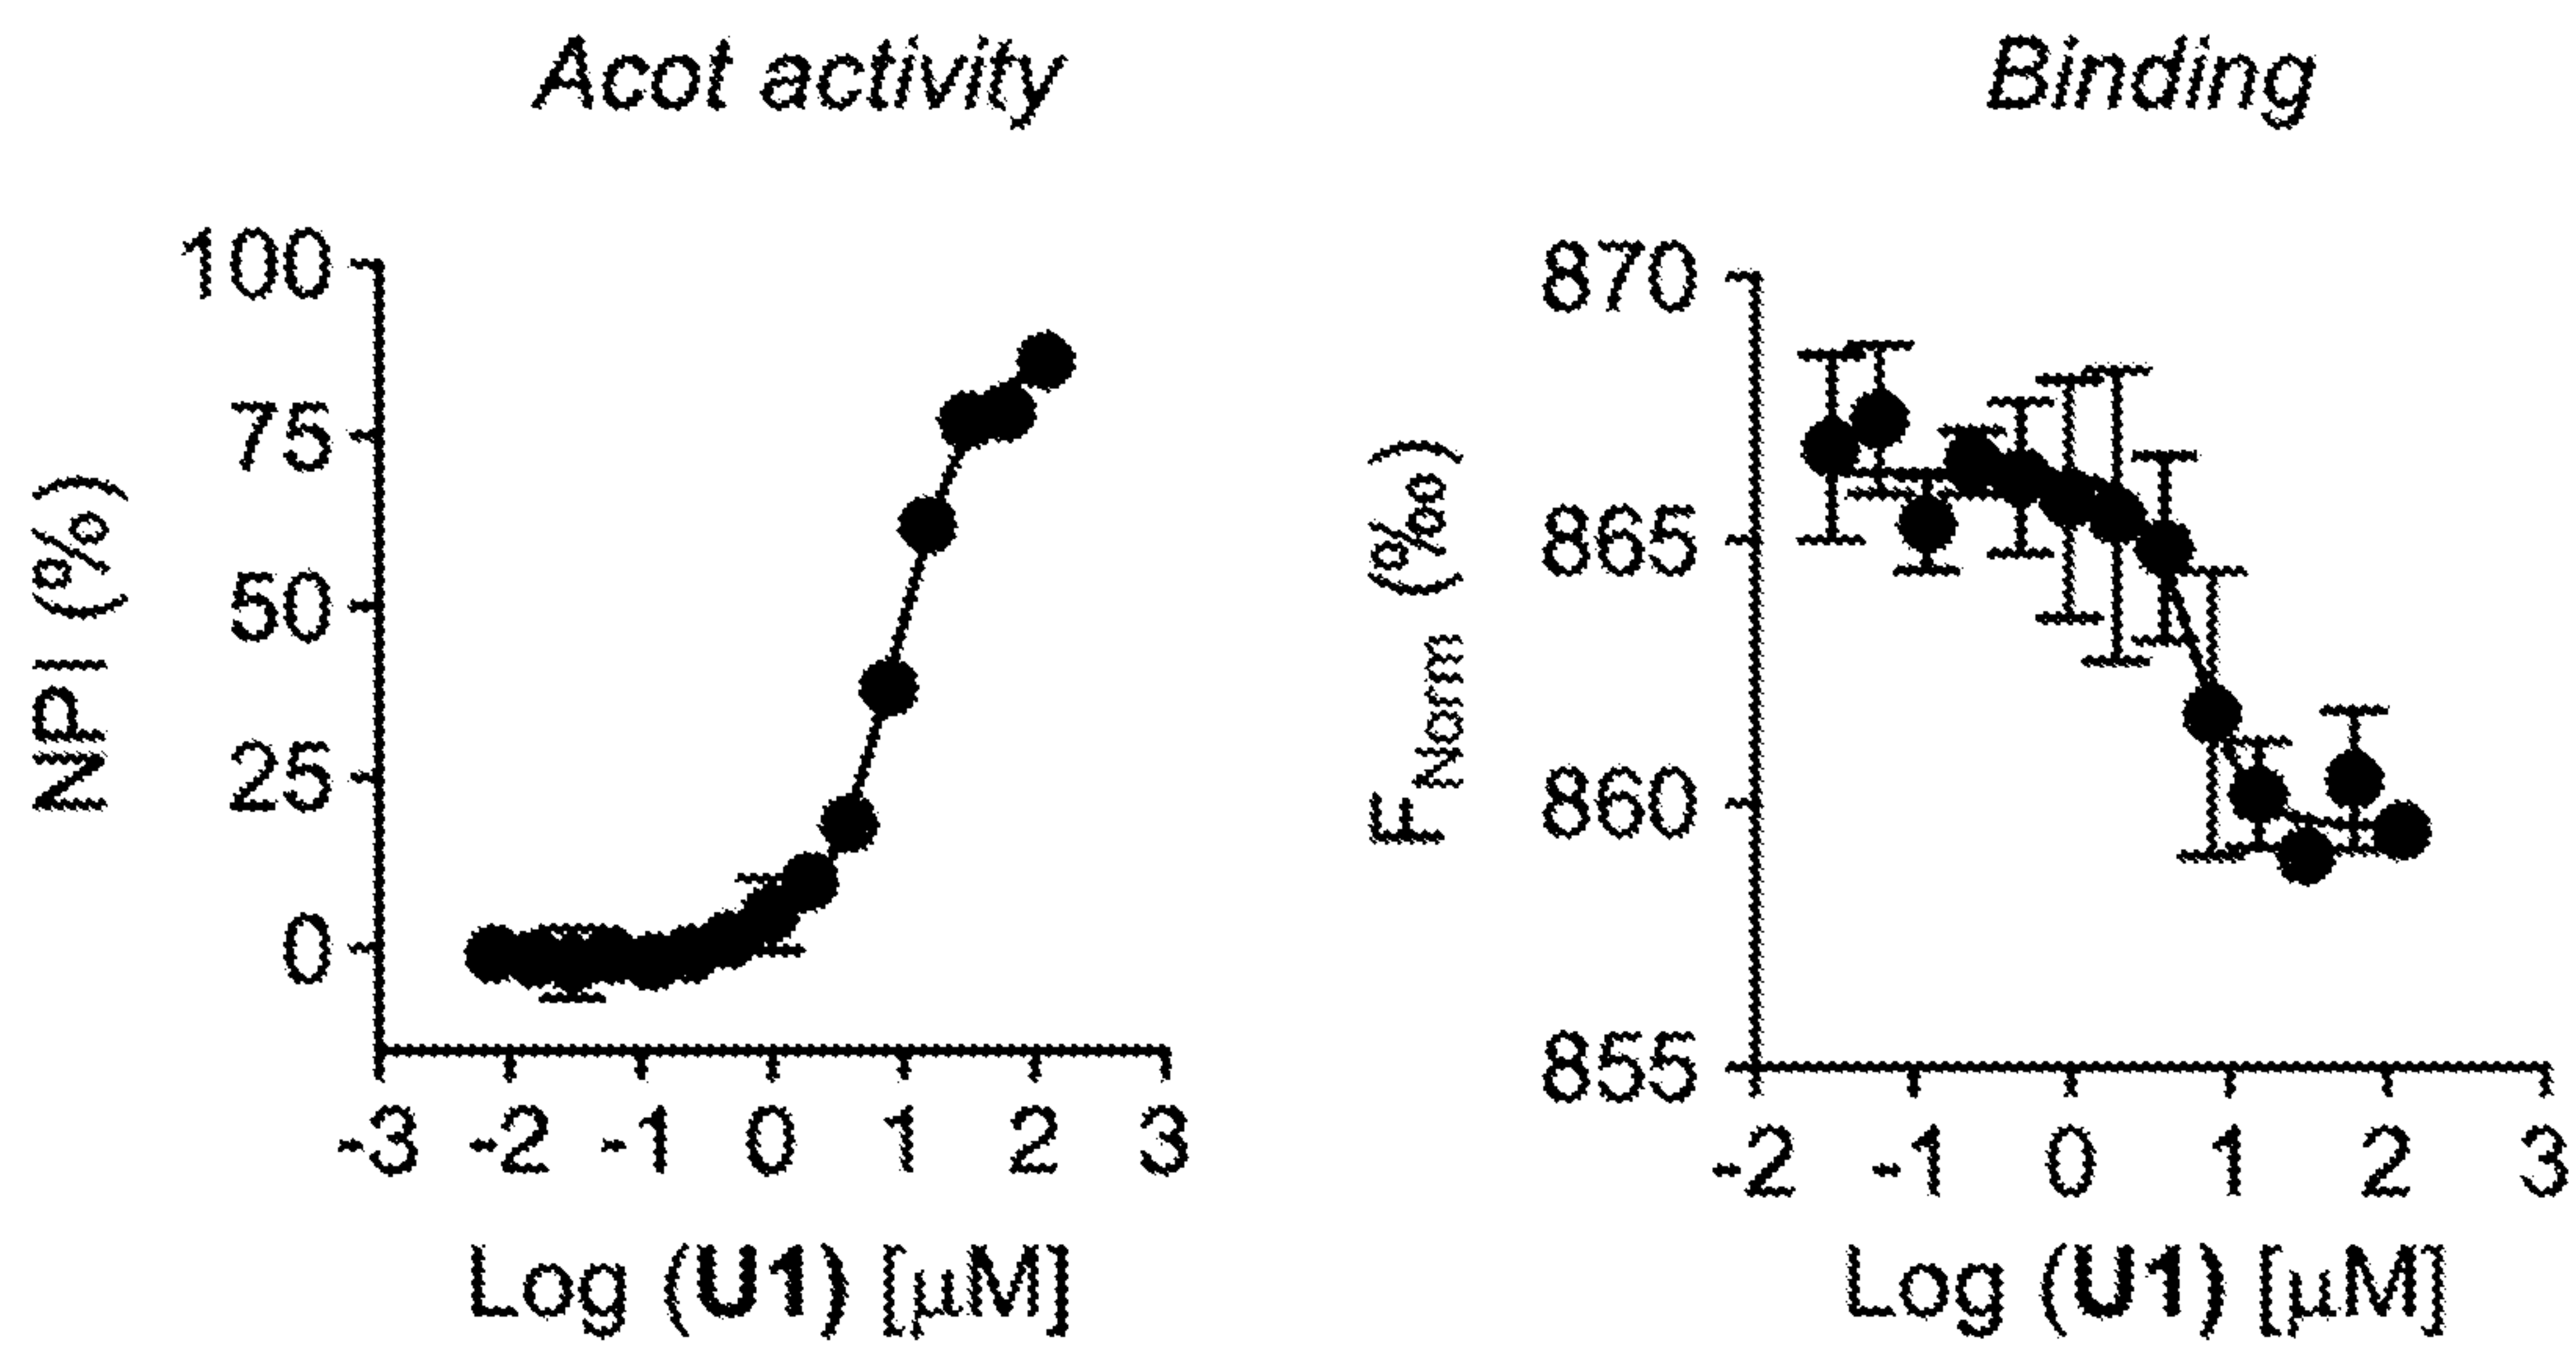 Acot activity
NPI (%)
100
75
50
25
0
-3 -2 -1 0 1 2 3
Log (U1) [µM]
Binding
FNorm (‰)
870
865
860
855
-2 -1 0 1 2 3
Log (U1) [µM]